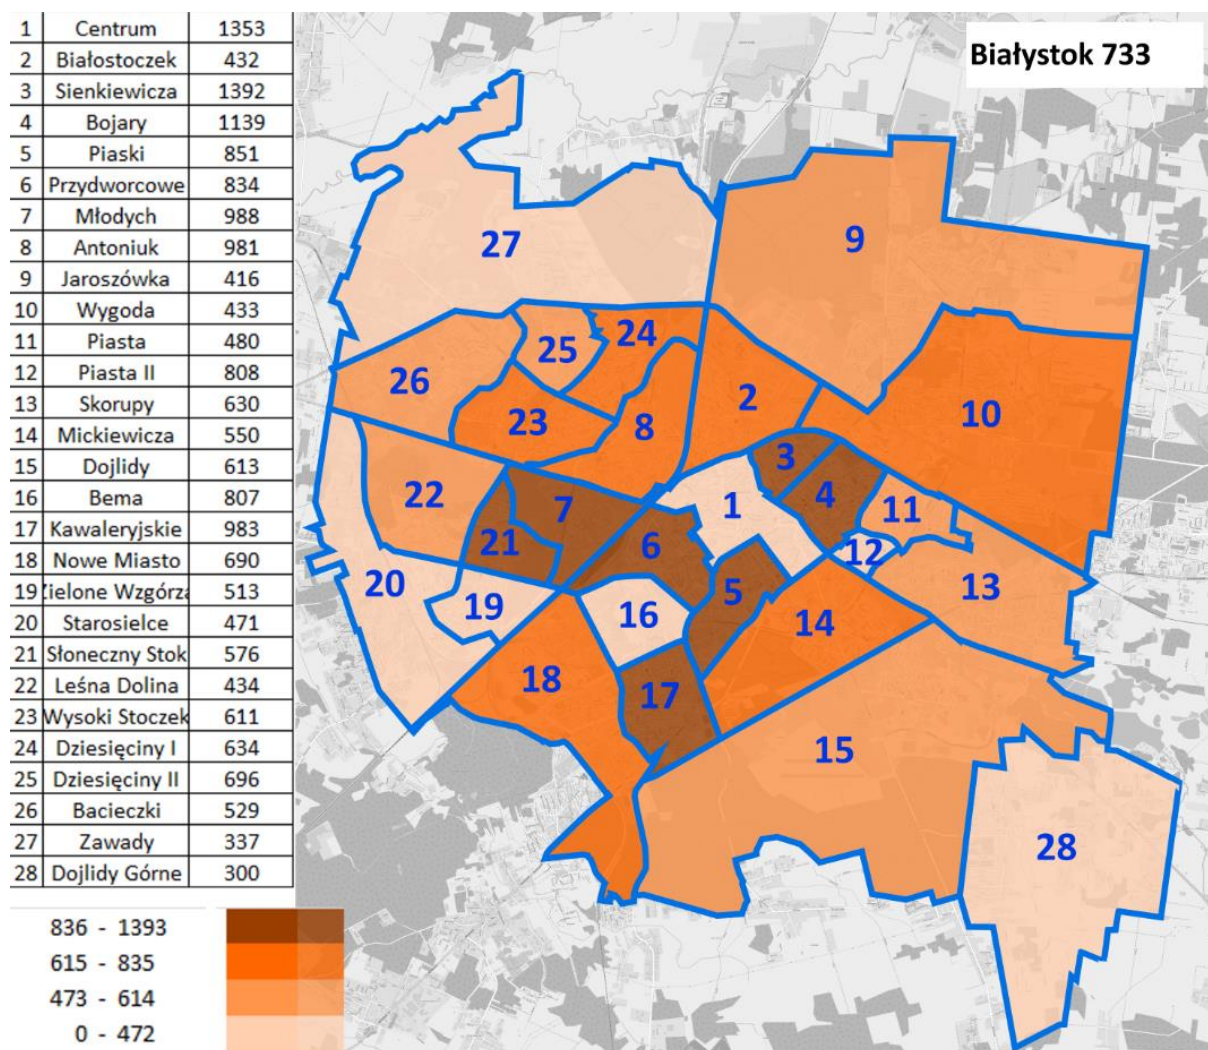 1 Centrum 1353
2 Białostoczek 432
3 Sienkiewicza 1392
4 Bojary 1139
5 Piaski 851
6 Przydworcowe 834
7 Młodych 988
8 Antoniuk 981
9 Jaroszówka 416
10 Wygoda 433
11 Piasta 480
12 Piasta II 808
13 Skorupy 630
14 Mickiewicza 550
15 Dojlidy 613
16 Bema 807
17 Kawaleryjskie 983
18 Nowe Miasto 690
19 Zielone Wzgórza 513
20 Starosielce 471
21 Słoneczny Stok 576
22 Leśna Dolina 434
23 Wysoki Stoczek 611
24 Dziesięciny I 634
25 Dziesięciny II 696
26 Bacieczki 529
27 Zawady 337
28 Dojlidy Górne 300
836 - 1393
615 - 835
473 - 614
0 - 472
Białystok 733
27
9
24
25
26
2
10
23
8
3
22
7
1
4
11
21
6
12
20
5
13
19
16
14
18
17
15
28